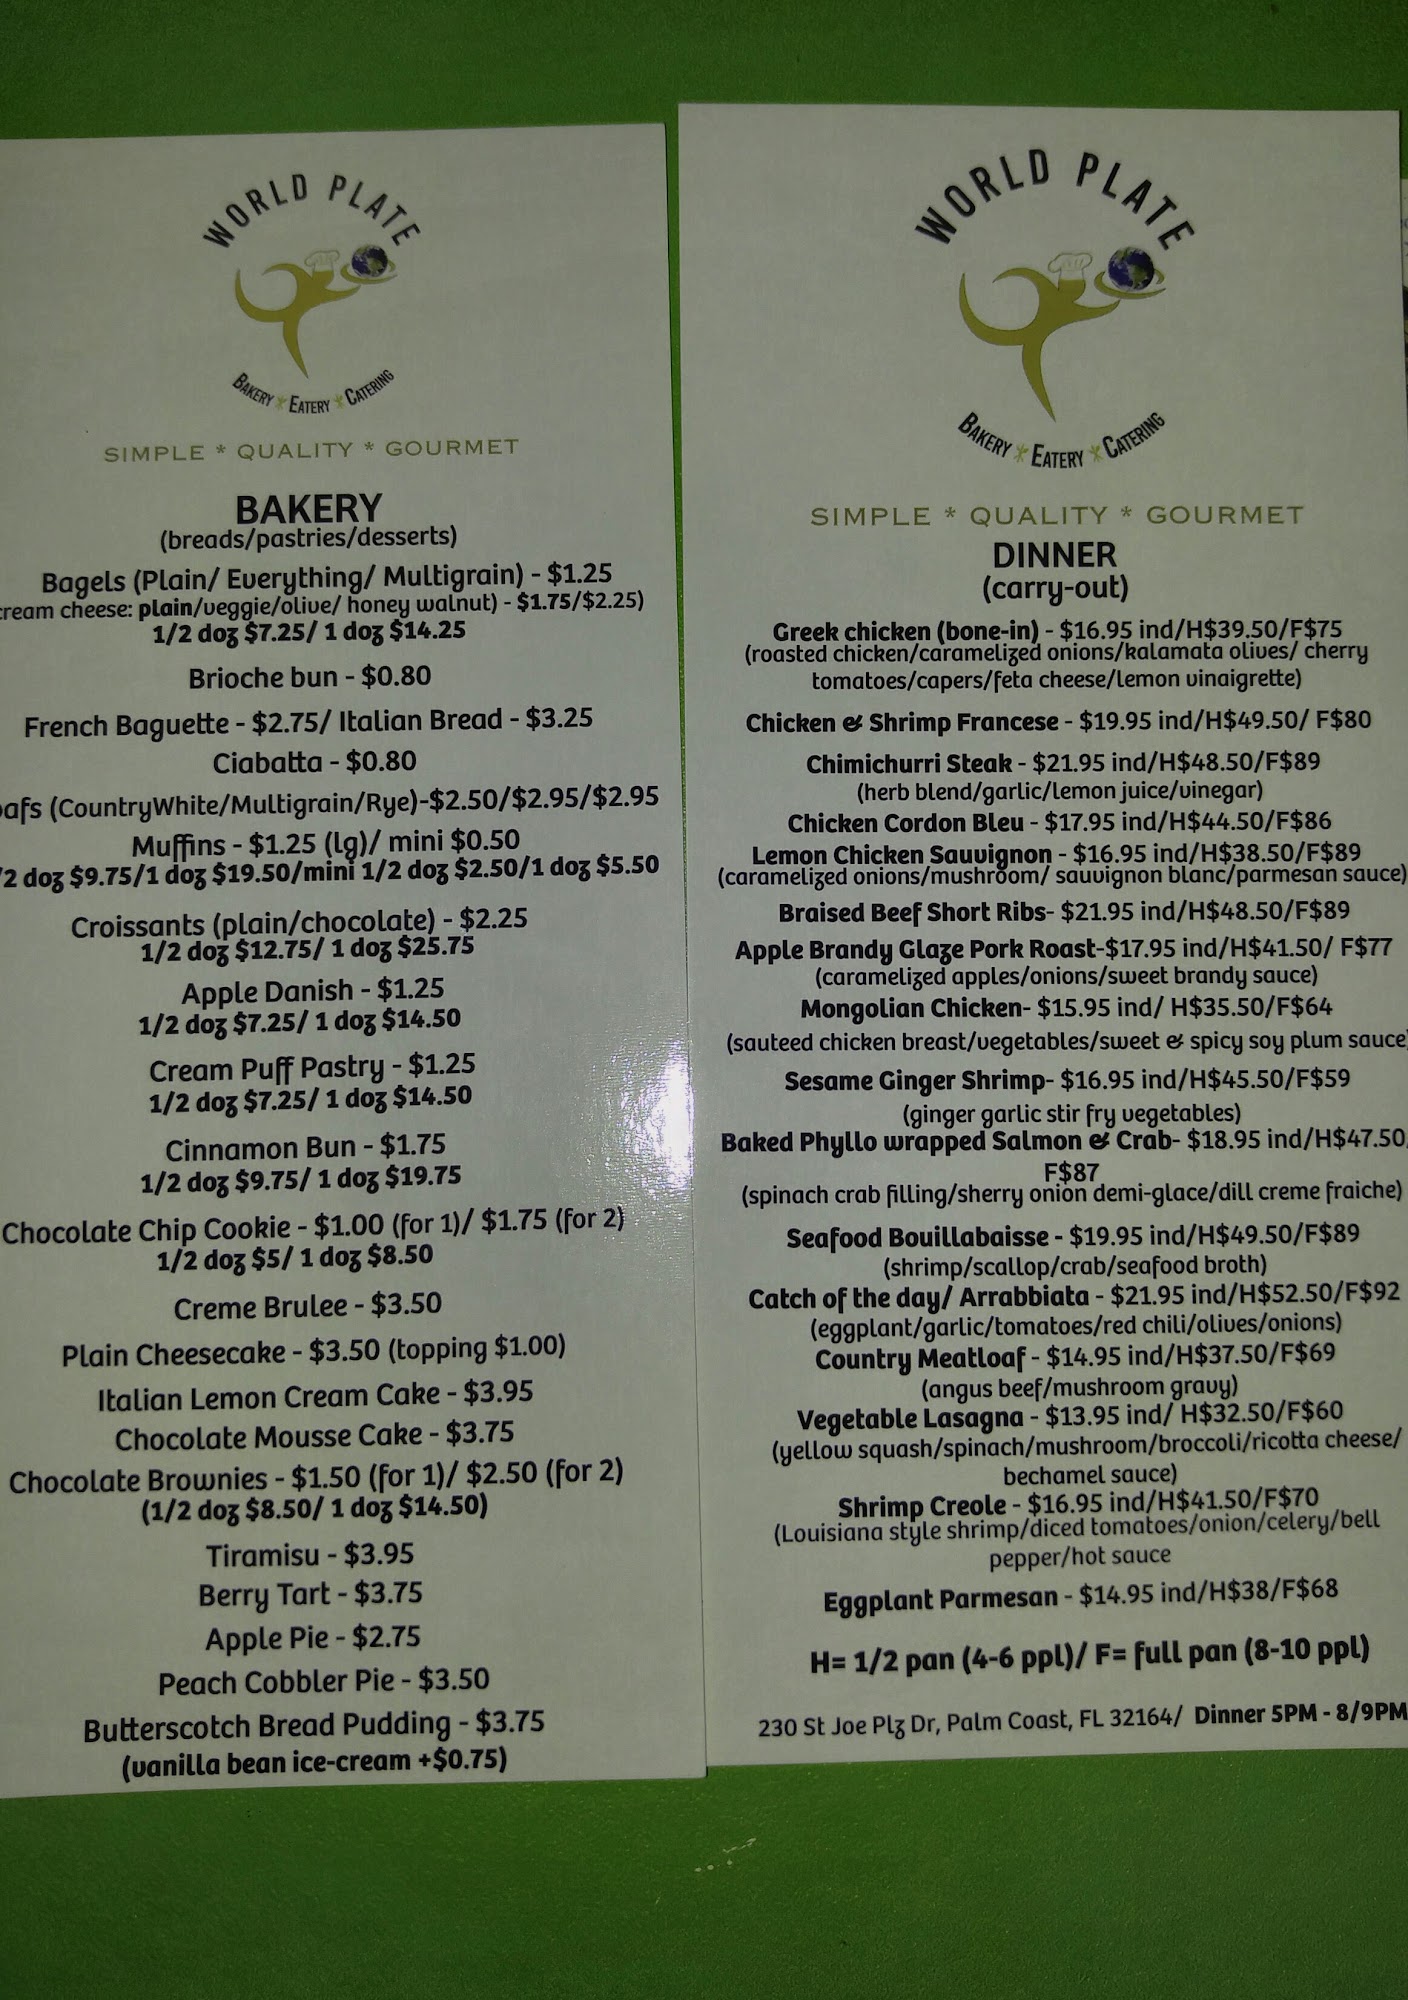 WORLD PLATE
BAKERY * EATERY * CATERING
SIMPLE * QUALITY * GOURMET
BAKERY
(breads/pastries/desserts)
Bagels (Plain/ Everything/ Multigrain) - $1.25
cream cheese: plain/veggie/olive/ honey walnut) - $1.75/$2.25)
1/2 doz $7.25/ 1 doz $14.25
Brioche bun - $0.80
French Baguette - $2.75/ Italian Bread - $3.25
Ciabatta - $0.80
oafs (CountryWhite/Multigrain/Rye)-$2.50/$2.95/$2.95
Muffins - $1.25 (lg)/ mini $0.50
/2 doz $9.75/1 doz $19.50/mini 1/2 doz $2.50/1 doz $5.50
Croissants (plain/chocolate) - $2.25
1/2 doz $12.75/ 1 doz $25.75
Apple Danish - $1.25
1/2 doz $7.25/ 1 doz $14.50
Cream Puff Pastry - $1.25
1/2 doz $7.25/ 1 doz $14.50
Cinnamon Bun - $1.75
1/2 doz $9.75/ 1 doz $19.75
Chocolate Chip Cookie - $1.00 (for 1)/ $1.75 (for 2)
1/2 doz $5/ 1 doz $8.50
Creme Brulee - $3.50
Plain Cheesecake - $3.50 (topping $1.00)
Italian Lemon Cream Cake - $3.95
Chocolate Mousse Cake - $3.75
Chocolate Brownies - $1.50 (for 1)/ $2.50 (for 2)
(1/2 doz $8.50/ 1 doz $14.50)
Tiramisu - $3.95
Berry Tart - $3.75
Apple Pie - $2.75
Peach Cobbler Pie - $3.50
Butterscotch Bread Pudding - $3.75
(vanilla bean ice-cream +$0.75)
WORLD PLATE
BAKERY * EATERY * CATERING
SIMPLE * QUALITY * GOURMET
DINNER
(carry-out)
Greek chicken (bone-in) - $16.95 ind/H$39.50/F$75
(roasted chicken/caramelized onions/kalamata olives/ cherry
tomatoes/capers/feta cheese/lemon vinaigrette)
Chicken & Shrimp Francese - $19.95 ind/H$49.50/ F$80
Chimichurri Steak - $21.95 ind/H$48.50/F$89
(herb blend/garlic/lemon juice/vinegar)
Chicken Cordon Bleu - $17.95 ind/H$44.50/F$86
Lemon Chicken Sauvignon - $16.95 ind/H$38.50/F$89
(caramelized onions/mushroom/ sauvignon blanc/parmesan sauce)
Braised Beef Short Ribs- $21.95 ind/H$48.50/F$89
Apple Brandy Glaze Pork Roast-$17.95 ind/H$41.50/ F$77
(caramelized apples/onions/sweet brandy sauce)
Mongolian Chicken- $15.95 ind/ H$35.50/F$64
(sauteed chicken breast/vegetables/sweet & spicy soy plum sauce)
Sesame Ginger Shrimp- $16.95 ind/H$45.50/F$59
(ginger garlic stir fry vegetables)
Baked Phyllo wrapped Salmon & Crab- $18.95 ind/H$47.50/
F$87
(spinach crab filling/sherry onion demi-glace/dill creme fraiche)
Seafood Bouillabaisse - $19.95 ind/H$49.50/F$89
(shrimp/scallop/crab/seafood broth)
Catch of the day/ Arrabbiata - $21.95 ind/H$52.50/F$92
(eggplant/garlic/tomatoes/red chili/olives/onions)
Country Meatloaf - $14.95 ind/H$37.50/F$69
(angus beef/mushroom gravy)
Vegetable Lasagna - $13.95 ind/ H$32.50/F$60
(yellow squash/spinach/mushroom/broccoli/ricotta cheese/
bechamel sauce)
Shrimp Creole - $16.95 ind/H$41.50/F$70
(Louisiana style shrimp/diced tomatoes/onion/celery/bell
pepper/hot sauce
Eggplant Parmesan - $14.95 ind/H$38/F$68
H= 1/2 pan (4-6 ppl)/ F= full pan (8-10 ppl)
230 St Joe Plz Dr, Palm Coast, FL 32164/ Dinner 5PM - 8/9PM